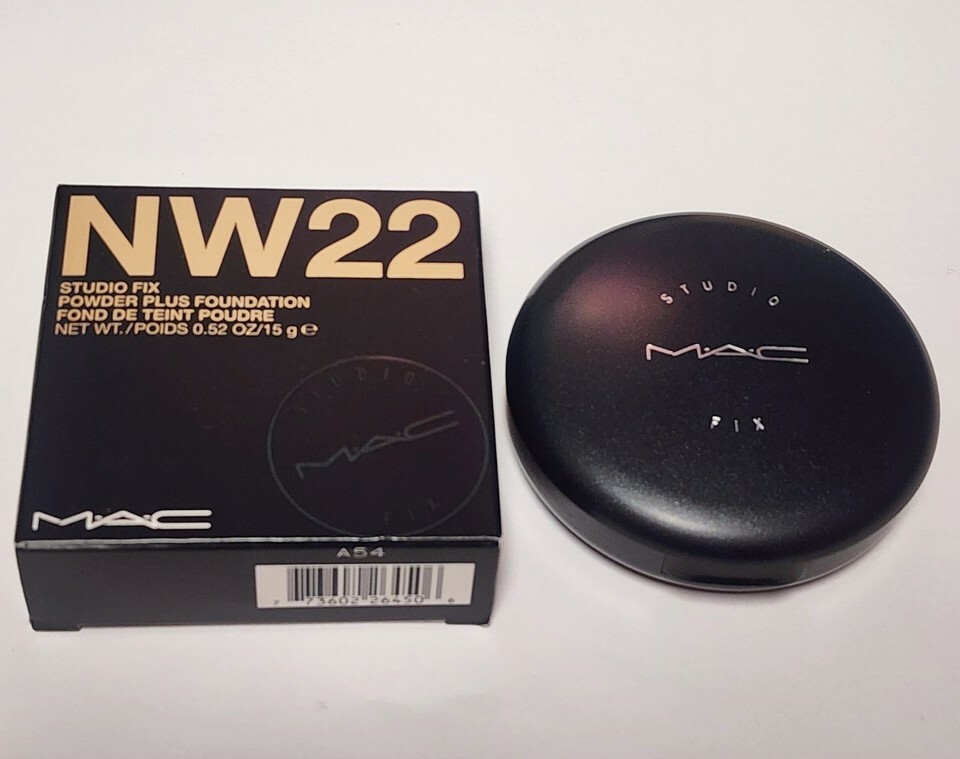 NW22
STUDIO FIX
POWDER PLUS FOUNDATION
FOND DE TEINT POUDRE
NET WT./POIDS 0.52 OZ/15 g ℮
STUDIO
M·A·C
FIX
M·A·C
A54
7 73602 26450 6
STUDIO
M·A·C
FIX